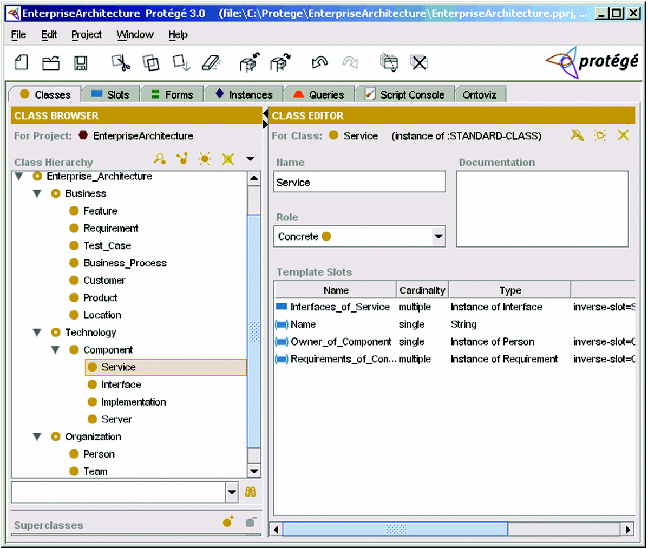 EnterpriseArchitecture Protégé 3.0 (file:\C:\Protege\EnterpriseArchitecture\EnterpriseArchitecture.pprj, ...
File Edit Project Window Help
protégé
Classes Slots Forms Instances Queries Script Console Ontoviz
CLASS BROWSER
For Project: EnterpriseArchitecture
Class Hierarchy
Enterprise_Architecture
Business
Feature
Requirement
Test_Case
Business_Process
Customer
Product
Location
Technology
Component
Service
Interface
Implementation
Server
Organization
Person
Team
Superclasses
CLASS EDITOR
For Class: Service (instance of :STANDARD-CLASS)
Name Documentation
Service
Role
Concrete
Template Slots
Name Cardinality Type
Interfaces_of_Service multiple Instance of Interface inverse-slot=S
Name single String
Owner_of_Component single Instance of Person inverse-slot=C
Requirements_of_Con... multiple Instance of Requirement inverse-slot=C